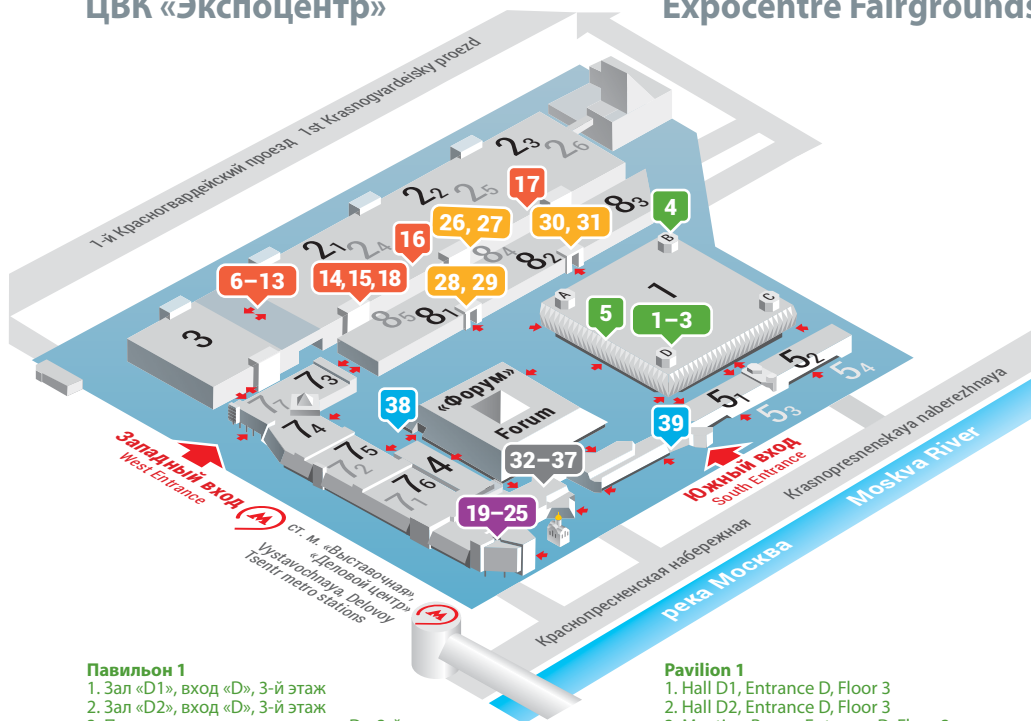 ЦВК «Экспоцентр»
Expocentre Fairgrounds
1-й Красногвардейский проезд 1st Krasnogvardeisky proezd
2₃
2₆
2₂
2₅
17
8₃
4
B
2₁
2₄
16
26, 27
8₄
30, 31
8₂
6–13
14,15,18
28, 29
A
1
C
3
8₅
8₁
5
1–3
D
7₃
5₂
5₄
38
«Форум»
Forum
5₁
5₃
39
7₄
7₅
7₂
4
7₆
7₁
32–37
19–25
Западный вход
West Entrance
Южный вход
South Entrance
ст. м. «Выставочная»,
«Деловой центр»
Vystavochnaya, Delovoy
Tsentr metro stations
Краснопресненская набережная Krasnopresnenskaya naberezhnaya
река Москва Moskva River
Павильон 1
1. Зал «D1», вход «D», 3-й этаж
2. Зал «D2», вход «D», 3-й этаж
Pavilion 1
1. Hall D1, Entrance D, Floor 3
2. Hall D2, Entrance D, Floor 3